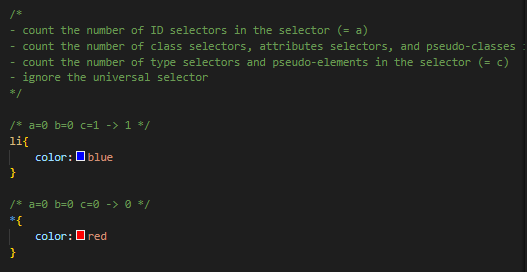 /*
- count the number of ID selectors in the selector (= a)
- count the number of class selectors, attributes selectors, and pseudo-classes
- count the number of type selectors and pseudo-elements in the selector (= c)
- ignore the universal selector
*/
/* a=0 b=0 c=1 -> 1 */
li{
color: blue
}
/* a=0 b=0 c=0 -> 0 */
*{
color: red
}